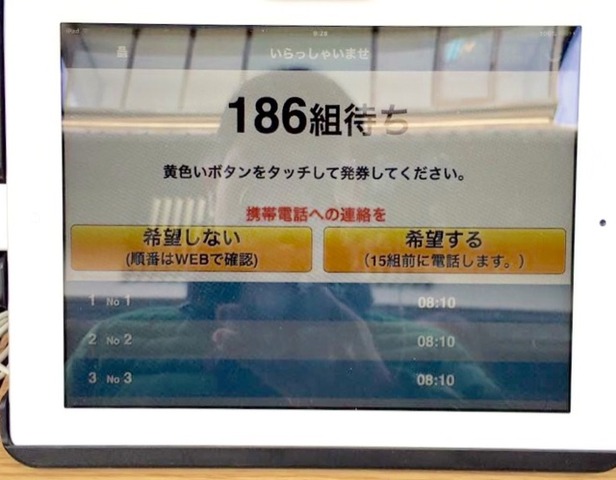 iPad
9:28
いらっしゃいませ
186組待ち
黄色いボタンをタッチして発券してください。
携帯電話への連絡を
希望しない
(順番はWEBで確認)
希望する
(15組前に電話します。)
1 No 1 08:10
2 No 2 08:10
3 No 3 08:10